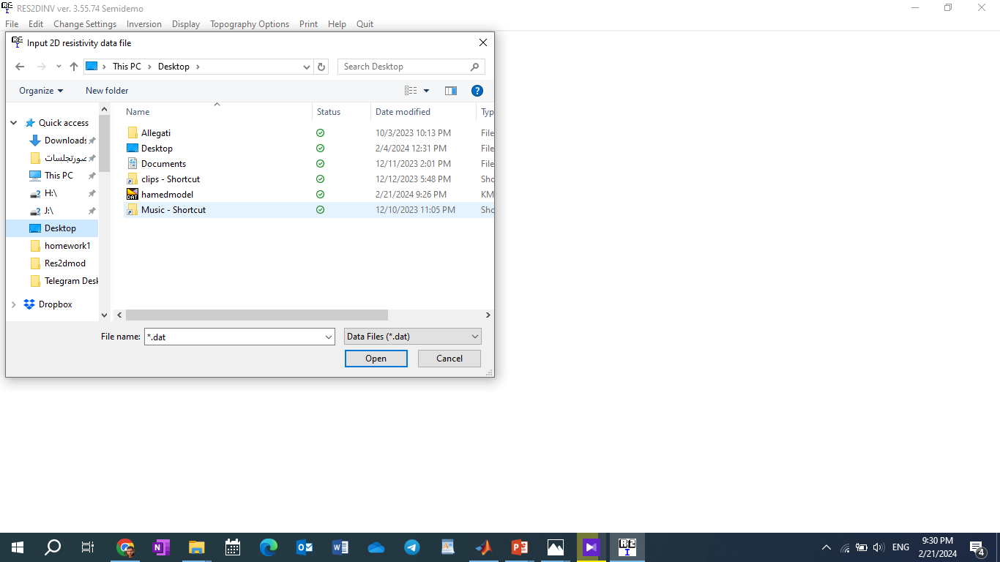 RES2DINV ver. 3.55.74 Semidemo
File Edit Change Settings Inversion Display Topography Options Print Help Quit
Input 2D resistivity data file
This PC Desktop
Search Desktop
Organize New folder
Name Status Date modified Typ
Quick access
Downloads
صورتجلسات
This PC
H:\
J:\
Desktop
homework1
Res2dmod
Telegram Desk
Dropbox
Allegati 10/3/2023 10:13 PM File
Desktop 2/4/2024 12:31 PM File
Documents 12/11/2023 2:01 PM File
clips - Shortcut 12/12/2023 5:48 PM Sho
DAT hamedmodel 2/21/2024 9:26 PM KM
Music - Shortcut 12/10/2023 11:05 PM Sho
File name: *.dat Data Files (*.dat)
Open Cancel
ENG
9:30 PM
2/21/2024
4